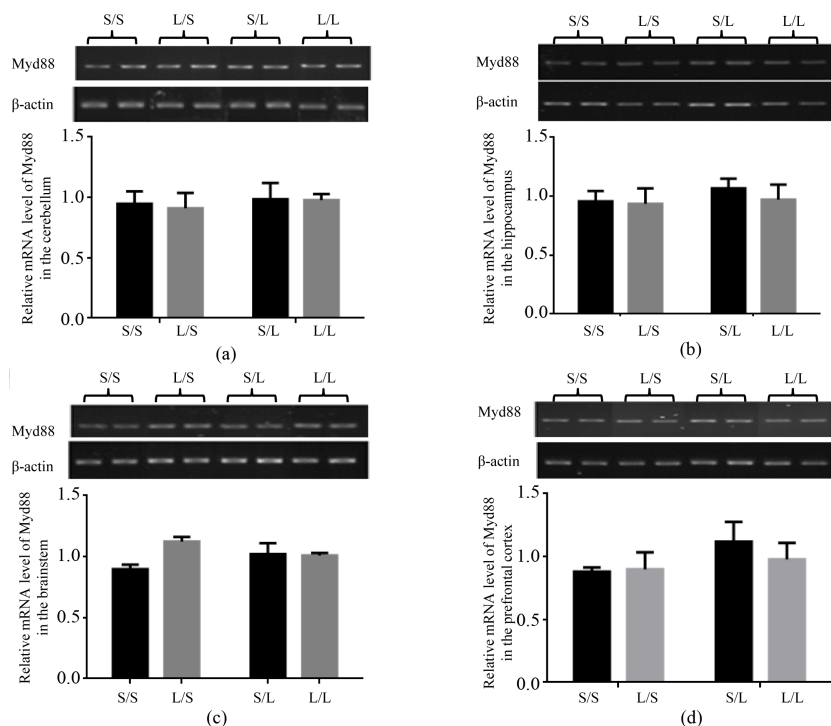 S/S L/S S/L L/L
Myd88
β-actin
Relative mRNA level of Myd88
in the cerebellum
1.5
1.0
0.5
0.0
S/S L/S S/L L/L
(a)
S/S L/S S/L L/L
Myd88
β-actin
Relative mRNA level of Myd88
in the hippocampus
1.5
1.0
0.5
0.0
S/S L/S S/L L/L
(b)
S/S L/S S/L L/L
Myd88
β-actin
Relative mRNA level of Myd88
in the brainstem
1.5
1.0
0.5
0.0
S/S L/S S/L L/L
(c)
S/S L/S S/L L/L
Myd88
β-actin
Relative mRNA level of Myd88
in the prefrontal cortex
1.5
1.0
0.5
0.0
S/S L/S S/L L/L
(d)